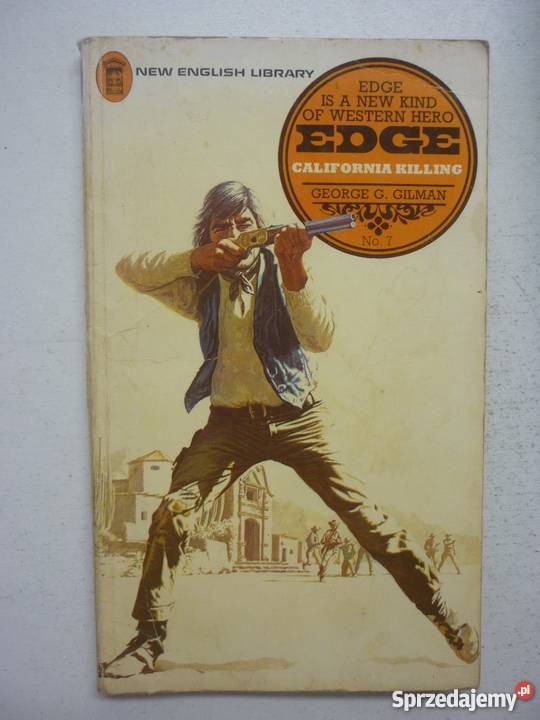 NEW ENGLISH LIBRARY
EDGE
IS A NEW KIND
OF WESTERN HERO
EDGE
CALIFORNIA KILLING
GEORGE G. GILMAN
No. 7
Sprzedajemy.pl